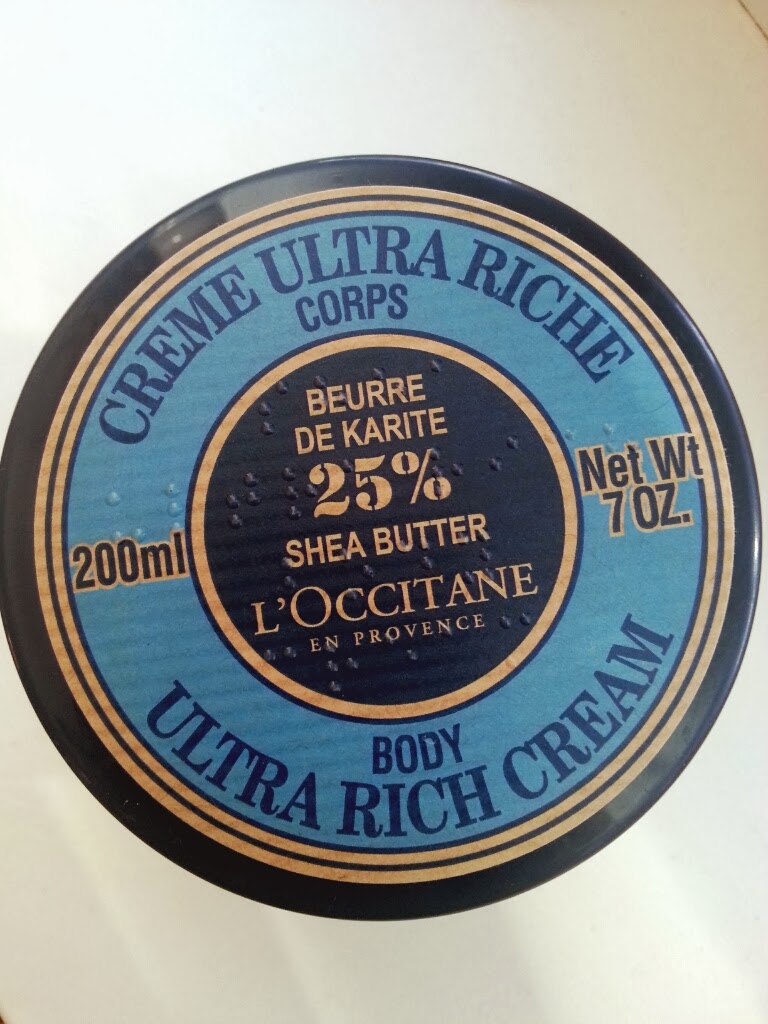 CREME ULTRA RICHE
CORPS
BEURRE
DE KARITE
25%
SHEA BUTTER
L'OCCITANE
EN PROVENCE
200ml
Net Wt
7 OZ.
BODY
ULTRA RICH CREAM